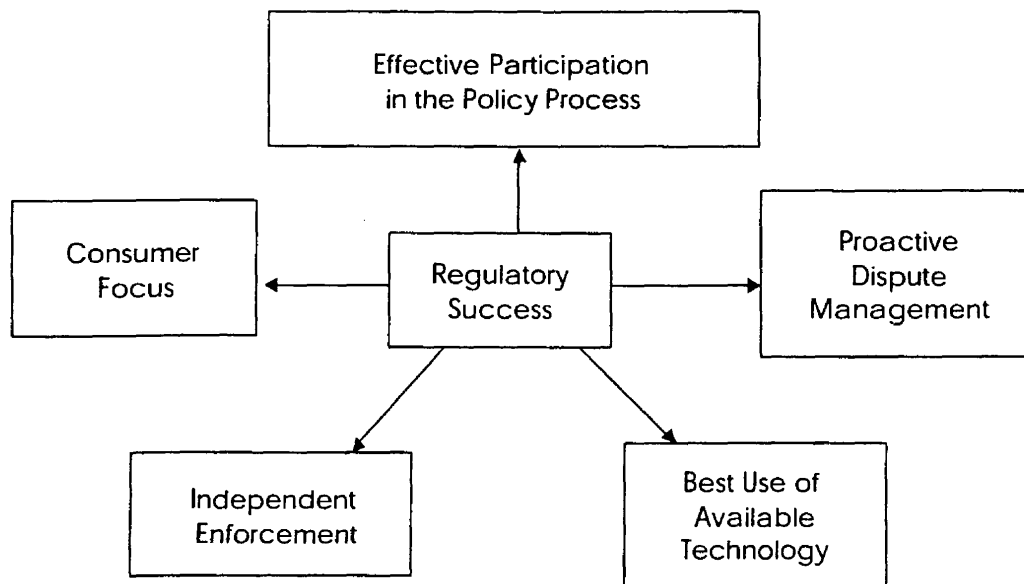 Effective Participation
in the Policy Process
Consumer
Focus
Regulatory
Success
Proactive
Dispute
Management
Independent
Enforcement
Best Use of
Available
Technology